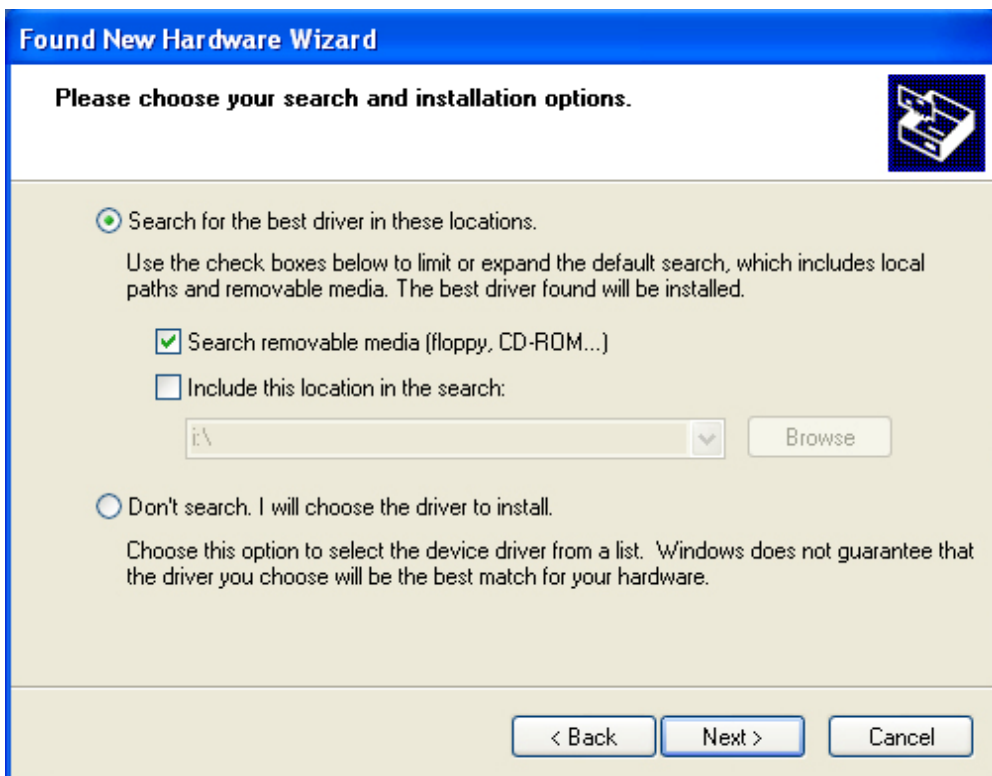 Found New Hardware Wizard
Please choose your search and installation options.
Search for the best driver in these locations.
Use the check boxes below to limit or expand the default search, which includes local
paths and removable media. The best driver found will be installed.
Search removable media (floppy, CD-ROM...)
Include this location in the search:
i:\
Browse
Don't search. I will choose the driver to install.
Choose this option to select the device driver from a list.  Windows does not guarantee that
the driver you choose will be the best match for your hardware.
< Back Next > Cancel